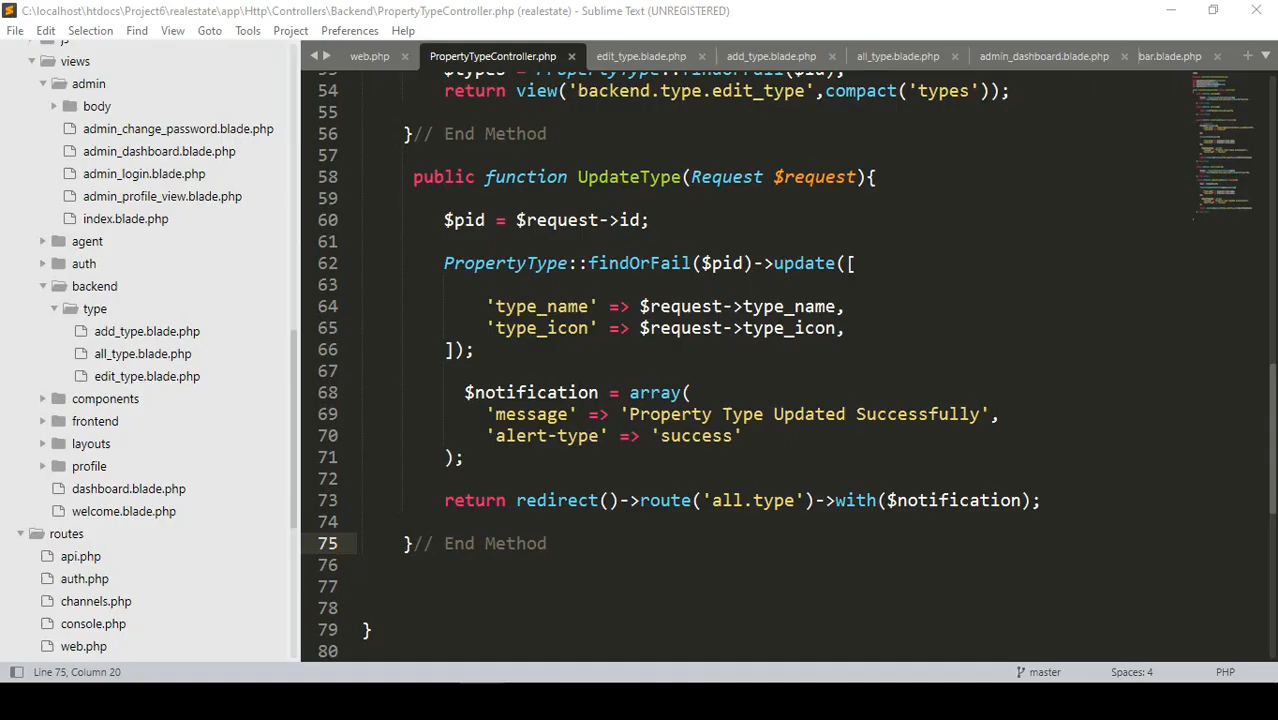 C:\localhost\htdocs\Project6\realestate\app\Http\Controllers\Backend\PropertyTypeController.php (realestate) - Sublime Text (UNREGISTERED)
File Edit Selection Find View Goto Tools Project Preferences Help
web.php PropertyTypeController.php edit_type.blade.php add_type.blade.php all_type.blade.php admin_dashboard.blade.php bar.blade.php
views
admin
body
admin_change_password.blade.php
admin_dashboard.blade.php
admin_login.blade.php
admin_profile_view.blade.php
index.blade.php
agent
auth
backend
type
add_type.blade.php
all_type.blade.php
edit_type.blade.php
components
frontend
layouts
profile
dashboard.blade.php
welcome.blade.php
routes
api.php
auth.php
channels.php
console.php
web.php
$types = PropertyType::findOrFail($id);
54 return view('backend.type.edit_type',compact('types'));
55
56 }// End Method
57
58 public function UpdateType(Request $request){
59
60 $pid = $request->id;
61
62 PropertyType::findOrFail($pid)->update([
63
64 'type_name' => $request->type_name,
65 'type_icon' => $request->type_icon,
66 ]);
67
68 $notification = array(
69 'message' => 'Property Type Updated Successfully',
70 'alert-type' => 'success'
71 );
72
73 return redirect()->route('all.type')->with($notification);
74
75 }// End Method
76
77
78
79 }
80
Line 75, Column 20 master Spaces: 4 PHP